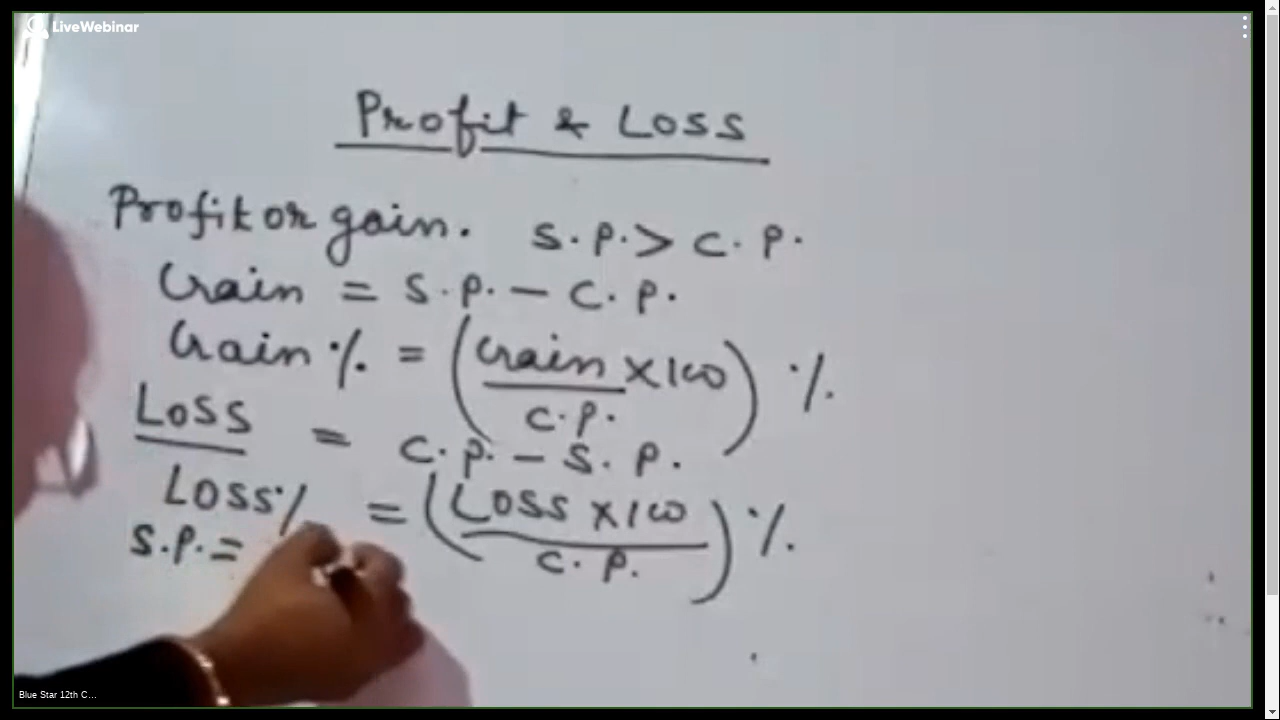 LiveWebinar
Profit & Loss
Profit or gain. S.P. > C.P.
Gain = S.P. - C.P.
Gain % = (Gain × 100 / C.P.) %
Loss = C.P. - S.P.
Loss % = (Loss × 100 / C.P.) %
S.P. =
Blue Star 12th C...